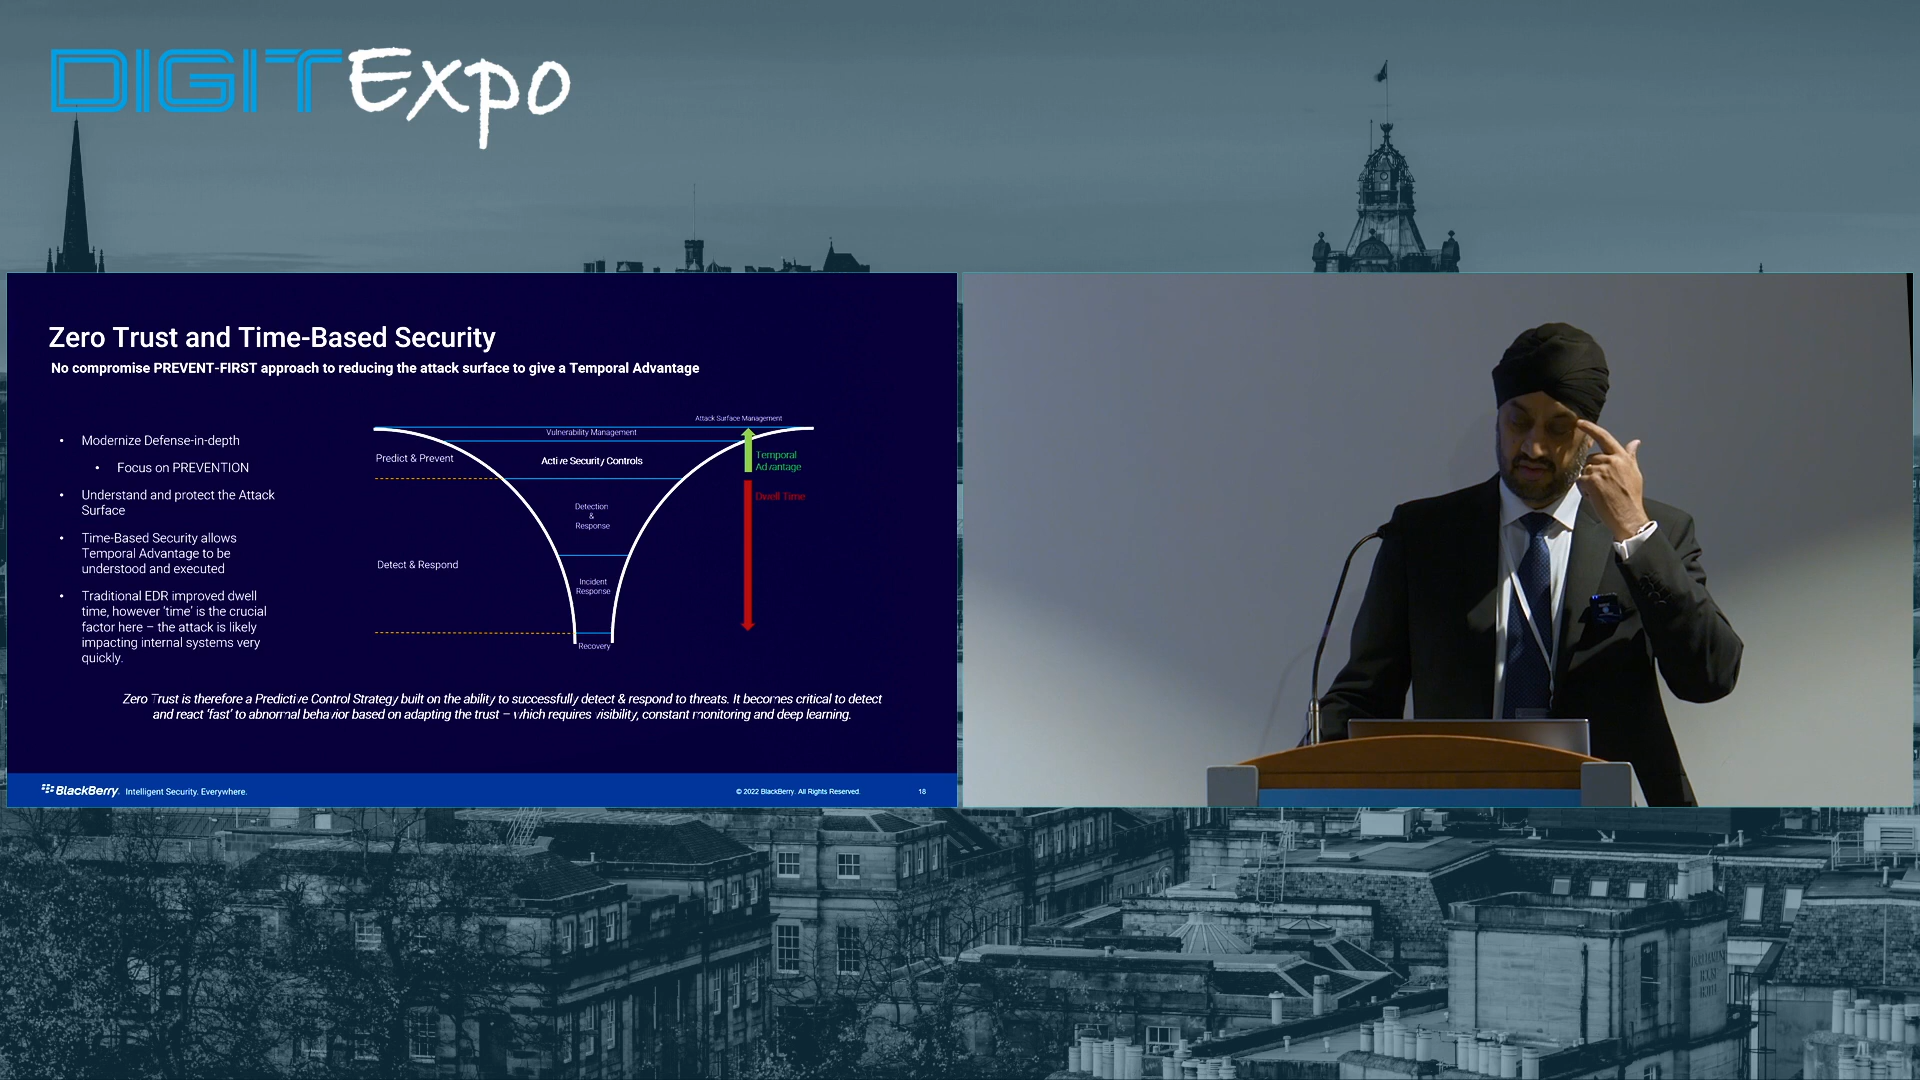 DIGITExpo
Zero Trust and Time-Based Security
No compromise PREVENT-FIRST approach to reducing the attack surface to give a Temporal Advantage
• Modernize Defense-in-depth
• Focus on PREVENTION
• Understand and protect the Attack
Surface
• Time-Based Security allows
Temporal Advantage to be
understood and executed
• Traditional EDR improved dwell
time, however ‘time’ is the crucial
factor here – the attack is likely
impacting internal systems very
quickly.
Attack Surface Management
Vulnerability Management
Predict & Prevent
Active Security Controls
Temporal
Advantage
Dwell Time
Detection
&
Response
Detect & Respond
Incident
Response
Recovery
Zero Trust is therefore a Predictive Control Strategy built on the ability to successfully detect & respond to threats. It becomes critical to detect
and react ‘fast’ to abnormal behavior based on adapting the trust – which requires visibility, constant monitoring and deep learning.
BlackBerry. Intelligent Security. Everywhere.
© 2022 BlackBerry. All Rights Reserved.
18